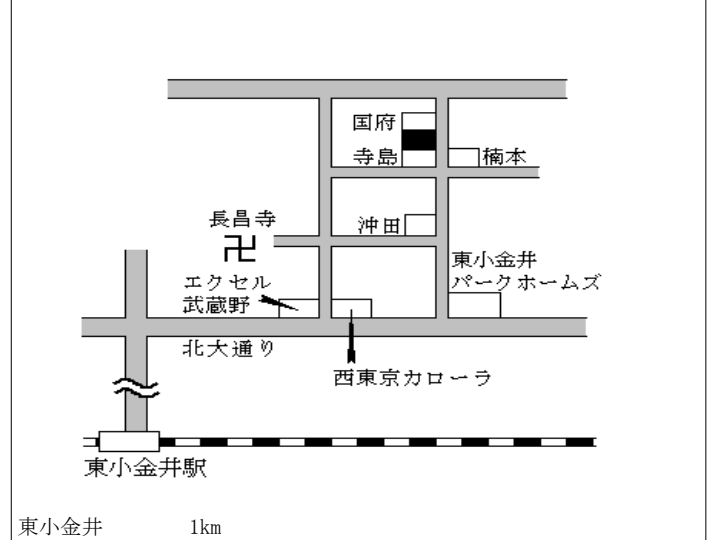 国府
寺島
楠本
長昌寺
卍
沖田
東小金井
パークホームズ
エクセル
武蔵野
北大通り
西東京カローラ
東小金井駅
東小金井 1km